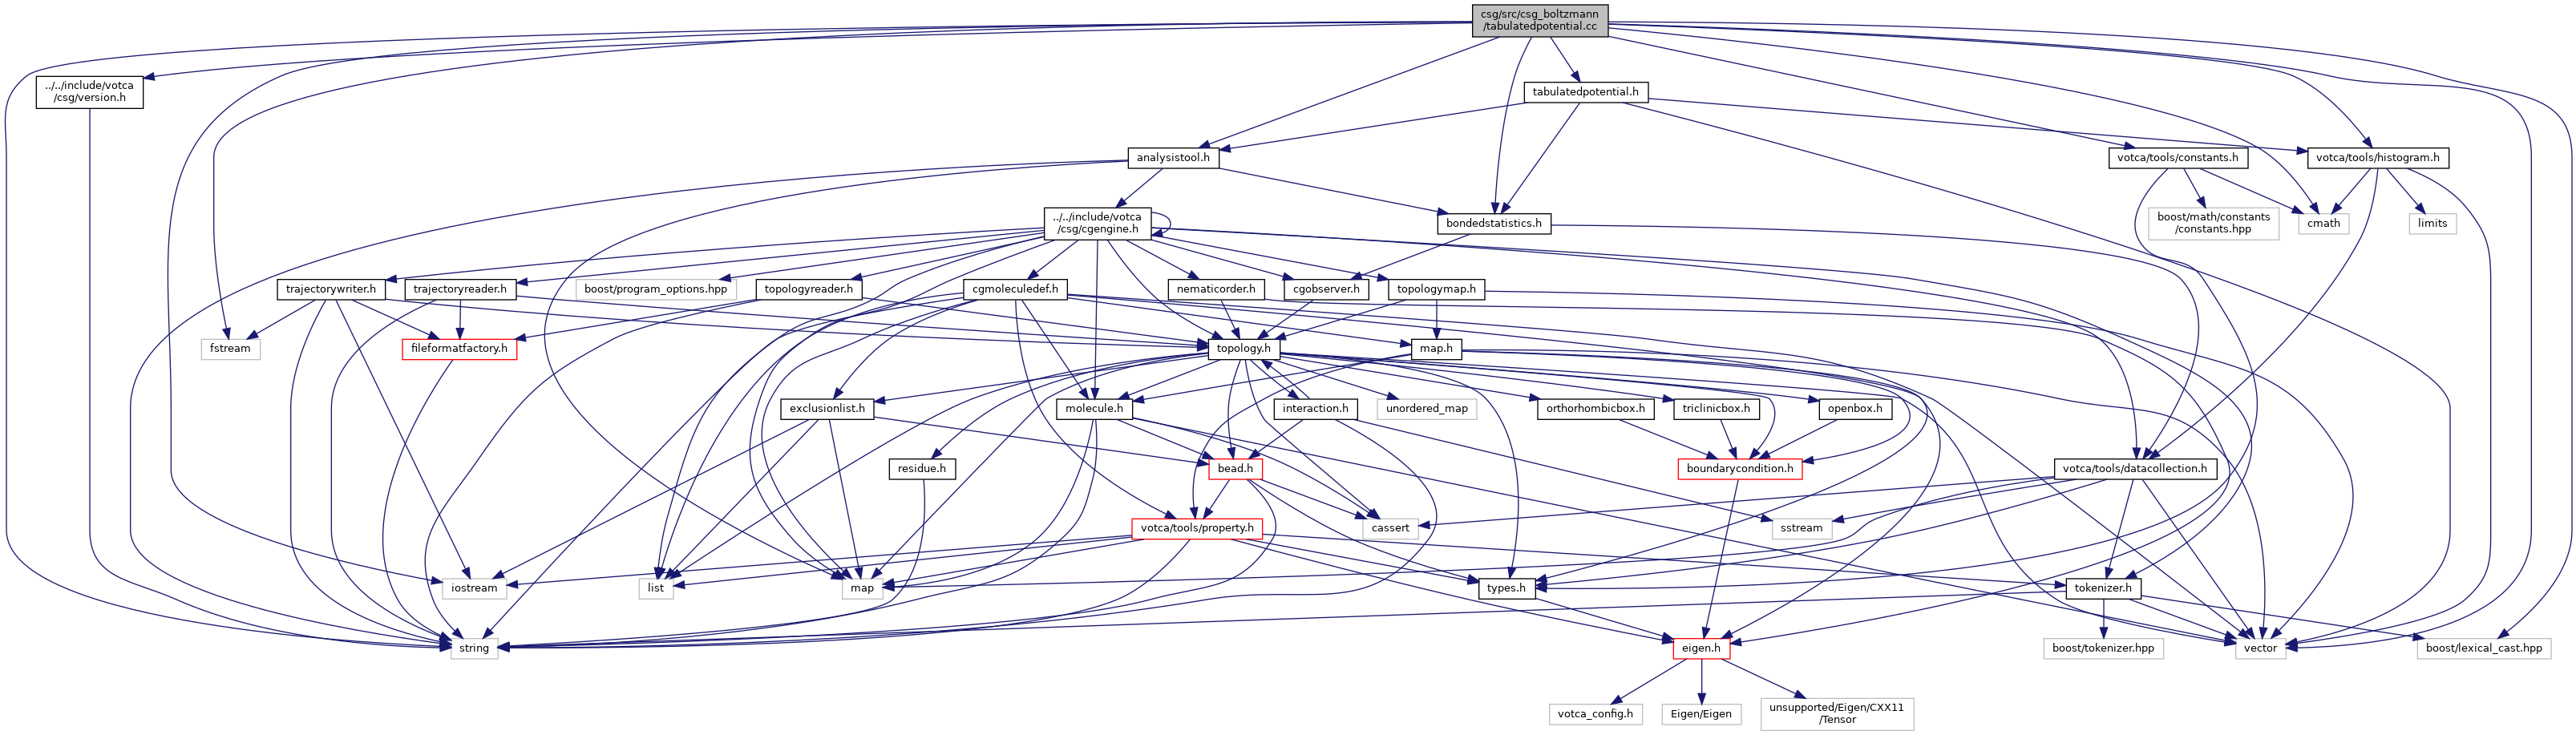 csg/src/csg_boltzmann
/tabulatedpotential.cc
../../include/votca
/csg/version.h
tabulatedpotential.h
analysistool.h
votca/tools/constants.h
votca/tools/histogram.h
../../include/votca
/csg/cgengine.h
bondedstatistics.h
boost/math/constants
/constants.hpp
cmath
limits
trajectorywriter.h
trajectoryreader.h
boost/program_options.hpp
topologyreader.h
cgmoleculedef.h
nematicorder.h
cgobserver.h
topologymap.h
fstream
fileformatfactory.h
topology.h
map.h
exclusionlist.h
molecule.h
interaction.h
unordered_map
orthorhombicbox.h
triclinicbox.h
openbox.h
residue.h
bead.h
boundarycondition.h
votca/tools/datacollection.h
votca/tools/property.h
cassert
sstream
iostream
list
map
types.h
tokenizer.h
string
eigen.h
boost/tokenizer.hpp
vector
boost/lexical_cast.hpp
votca_config.h
Eigen/Eigen
unsupported/Eigen/CXX11
/Tensor